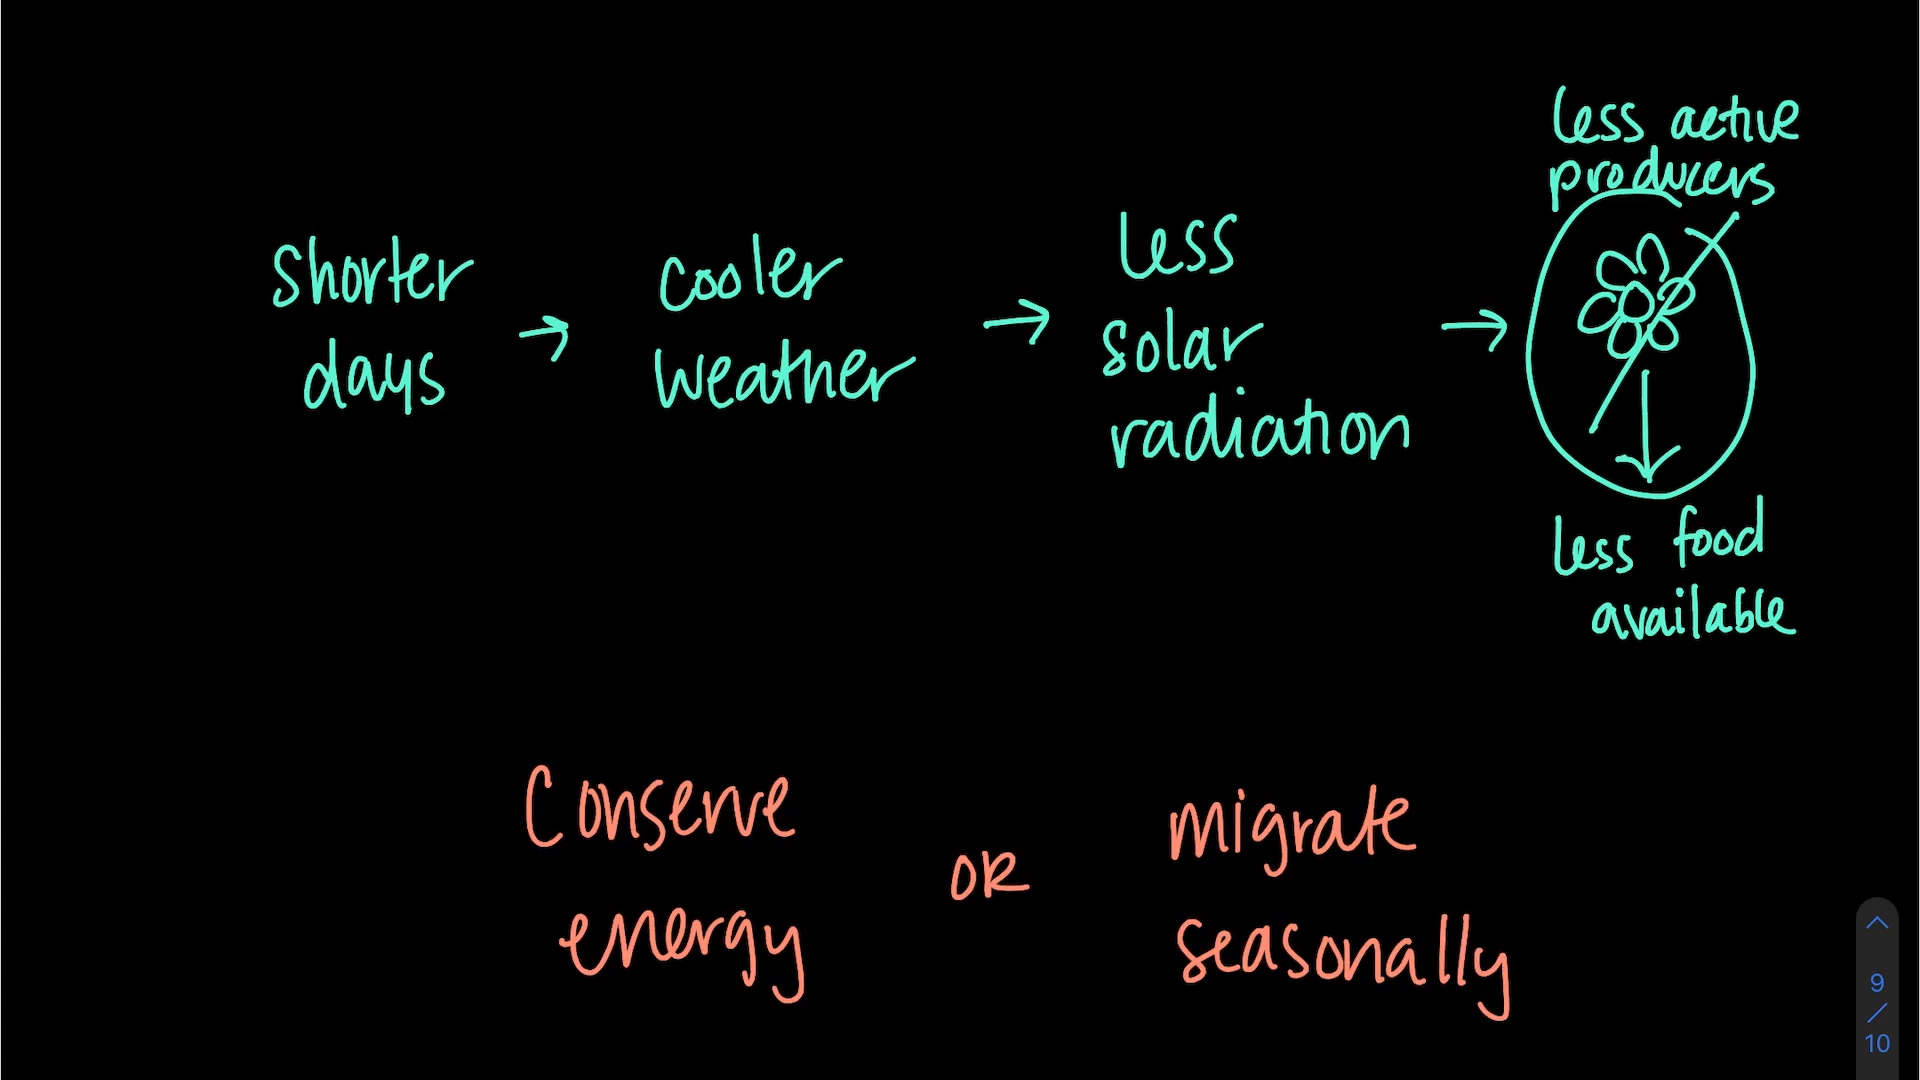 less active
producers
shorter
days
→
cooler
weather
→
less
solar
radiation
→
less food
available
Conserve
energy
OR
migrate
seasonally
9
/
10